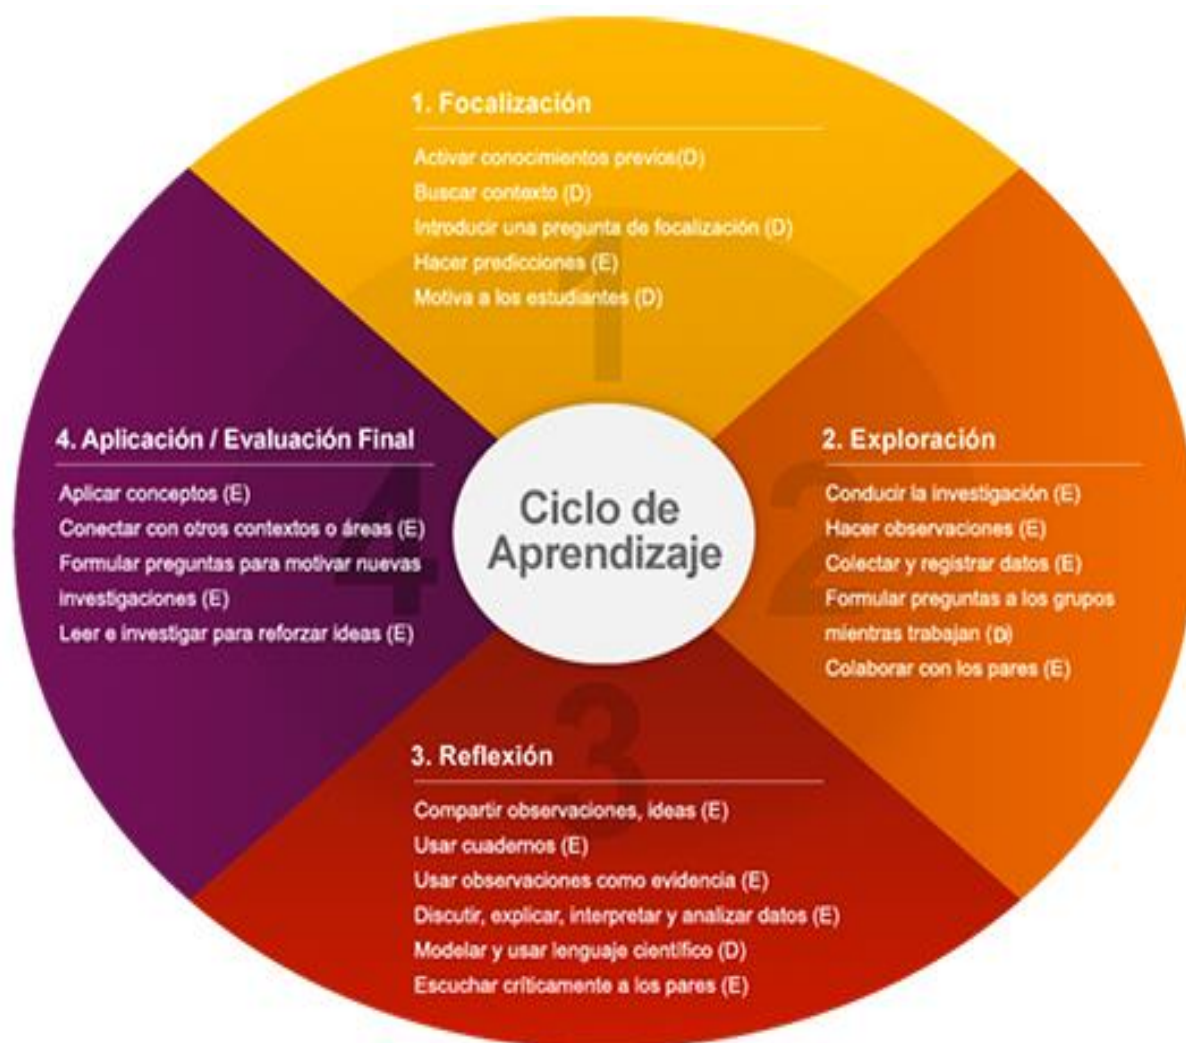 1. Focalización
Activar conocimientos previos(D)
Buscar contexto (D)
Introducir una pregunta de focalización (D)
Hacer predicciones (E)
Motiva a los estudiantes (D)
1
2. Exploración
Conducir la investigación (E)
Hacer observaciones (E)
Colectar y registrar datos (E)
Formular preguntas a los grupos
mientras trabajan (D)
Colaborar con los pares (E)
2
3. Reflexión
Compartir observaciones, ideas (E)
Usar cuadernos (E)
Usar observaciones como evidencia (E)
Discutir, explicar, interpretar y analizar datos (E)
Modelar y usar lenguaje científico (D)
Escuchar críticamente a los pares (E)
3
4. Aplicación / Evaluación Final
Aplicar conceptos (E)
Conectar con otros contextos o áreas (E)
Formular preguntas para motivar nuevas
investigaciones (E)
Leer e investigar para reforzar ideas (E)
4
Ciclo de
Aprendizaje